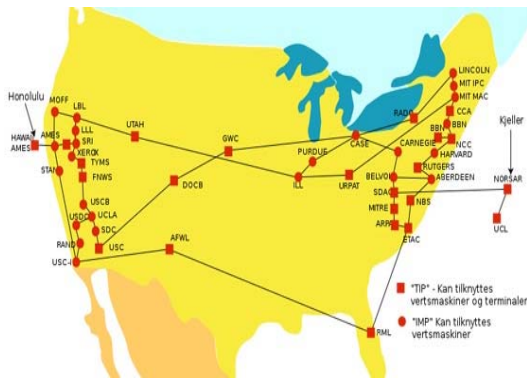 LINCOLN
MIT IPC
MIT MAC
CCA
BBN
BBN
NCC
HARVARD
RUTGERS
ABERDEEN
RADC
CASE
CARNEGIE
PURDUE
ILL
URPAT
BELVOI
SDAC
NBS
MITRE
ARPA
ETAC
Kjeller
NORSAR
UCL
Honolulu
HAWAII
AMES
AMES
MOFF
LBL
LLL
SRI
XEROX
TYMS
FNWS
STAN
UTAH
GWC
DOCB
USCB
UCLA
USDC
SDC
RAND
USC
USC-I
AFWL
RML
"TIP" - Kan tilknyttes
vertsmaskiner og terminaler
"IMP" Kan tilknyttes
vertsmaskiner